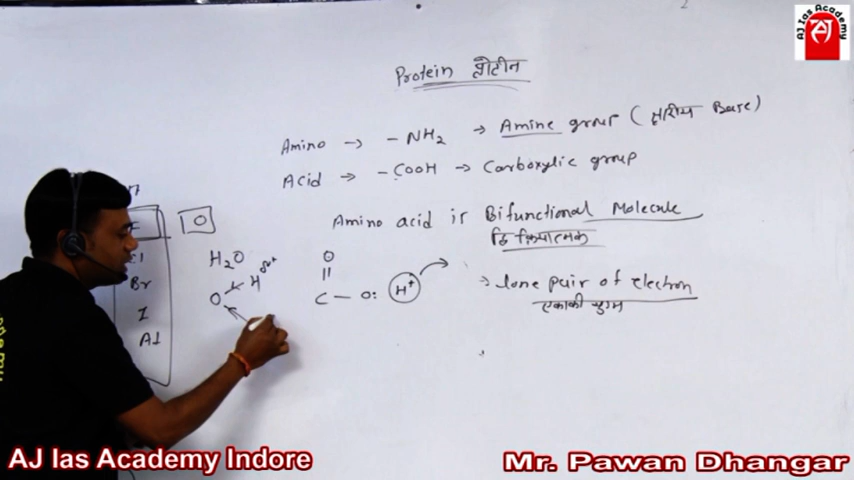 Protein प्रोटीन
Amino → - NH2 → Amine group ( क्षारीय Base)
Acid → - COOH → Carboxylic group
Amino acid is Bifunctional Molecule
द्विक्रियात्मक
→ lone pair of electron
एकाकी युग्म
O
H2O
H
O
O
||
C — O: H+
Cl
Br
I
At
AJ Ias Academy
AJ Ias Academy Indore
Mr. Pawan Dhangar